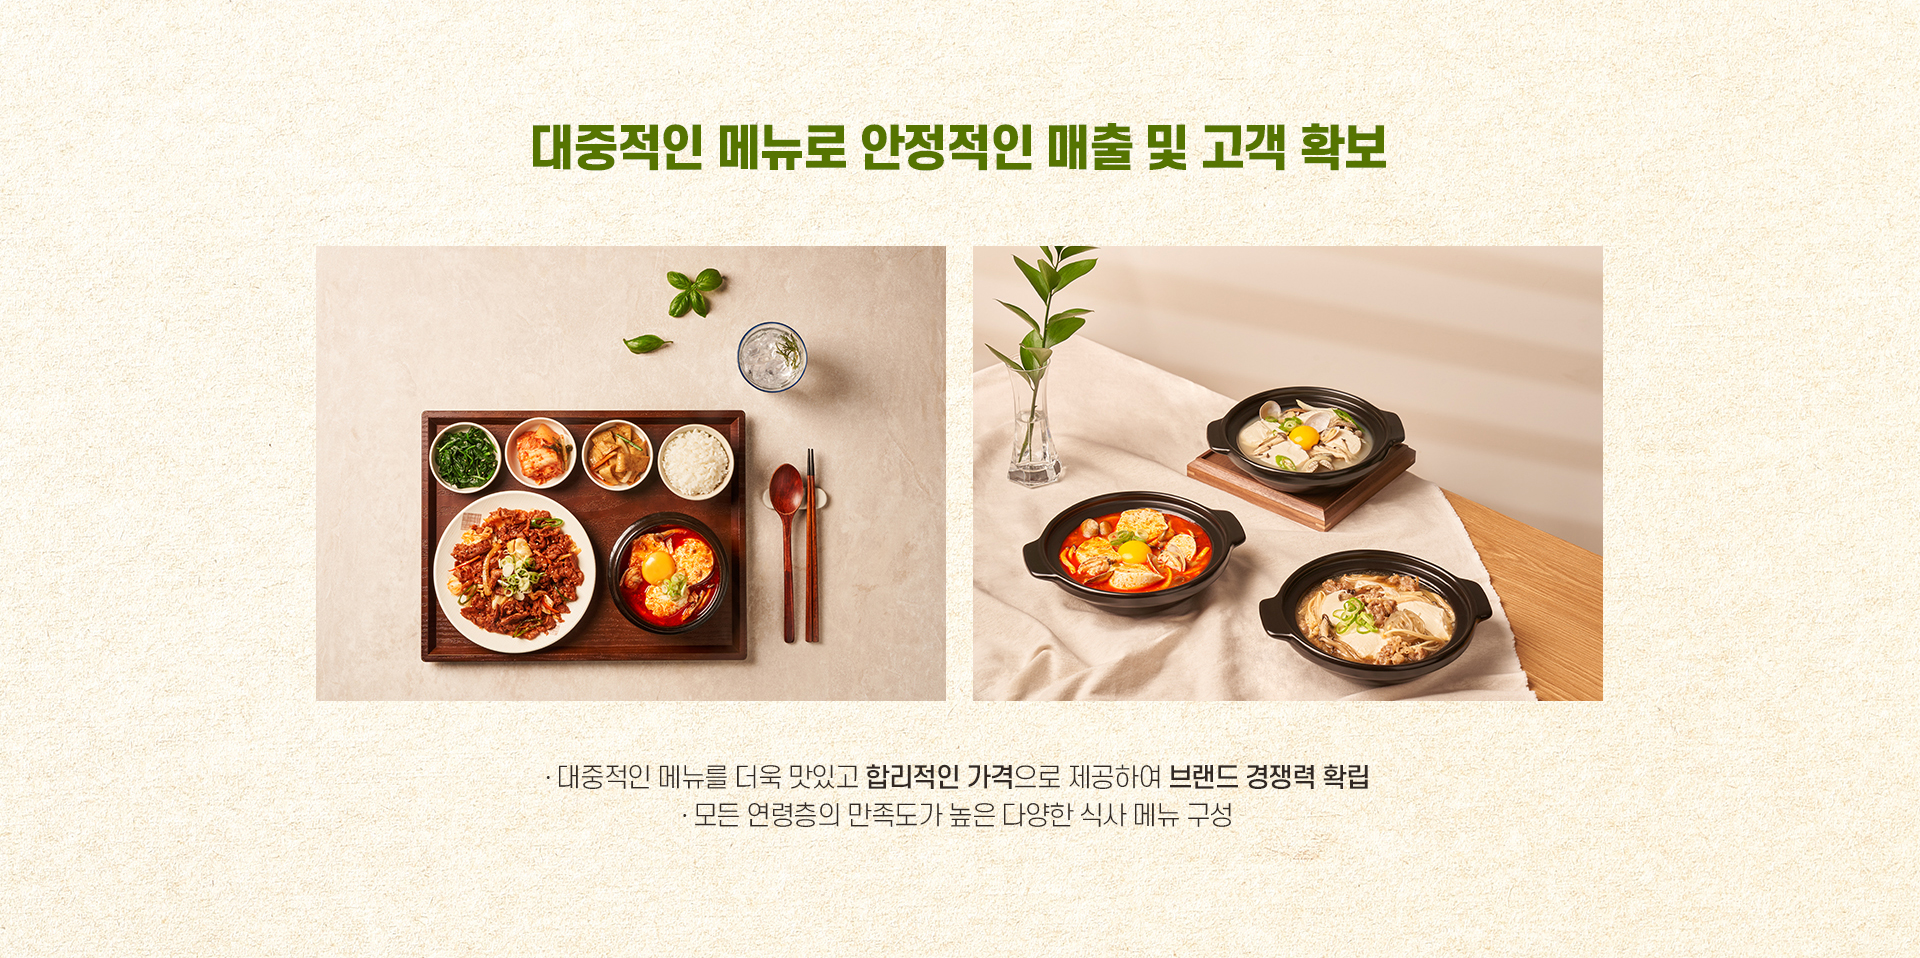 대중적인 메뉴로 안정적인 매출 및 고객 확보
· 대중적인 메뉴를 더욱 맛있고 합리적인 가격으로 제공하여 브랜드 경쟁력 확립
· 모든 연령층의 만족도가 높은 다양한 식사 메뉴 구성